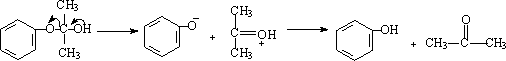 CH3
O–C–OH
CH3
O−
+
CH3
C=OH
CH3
+
OH
+
O
CH3–C–CH3